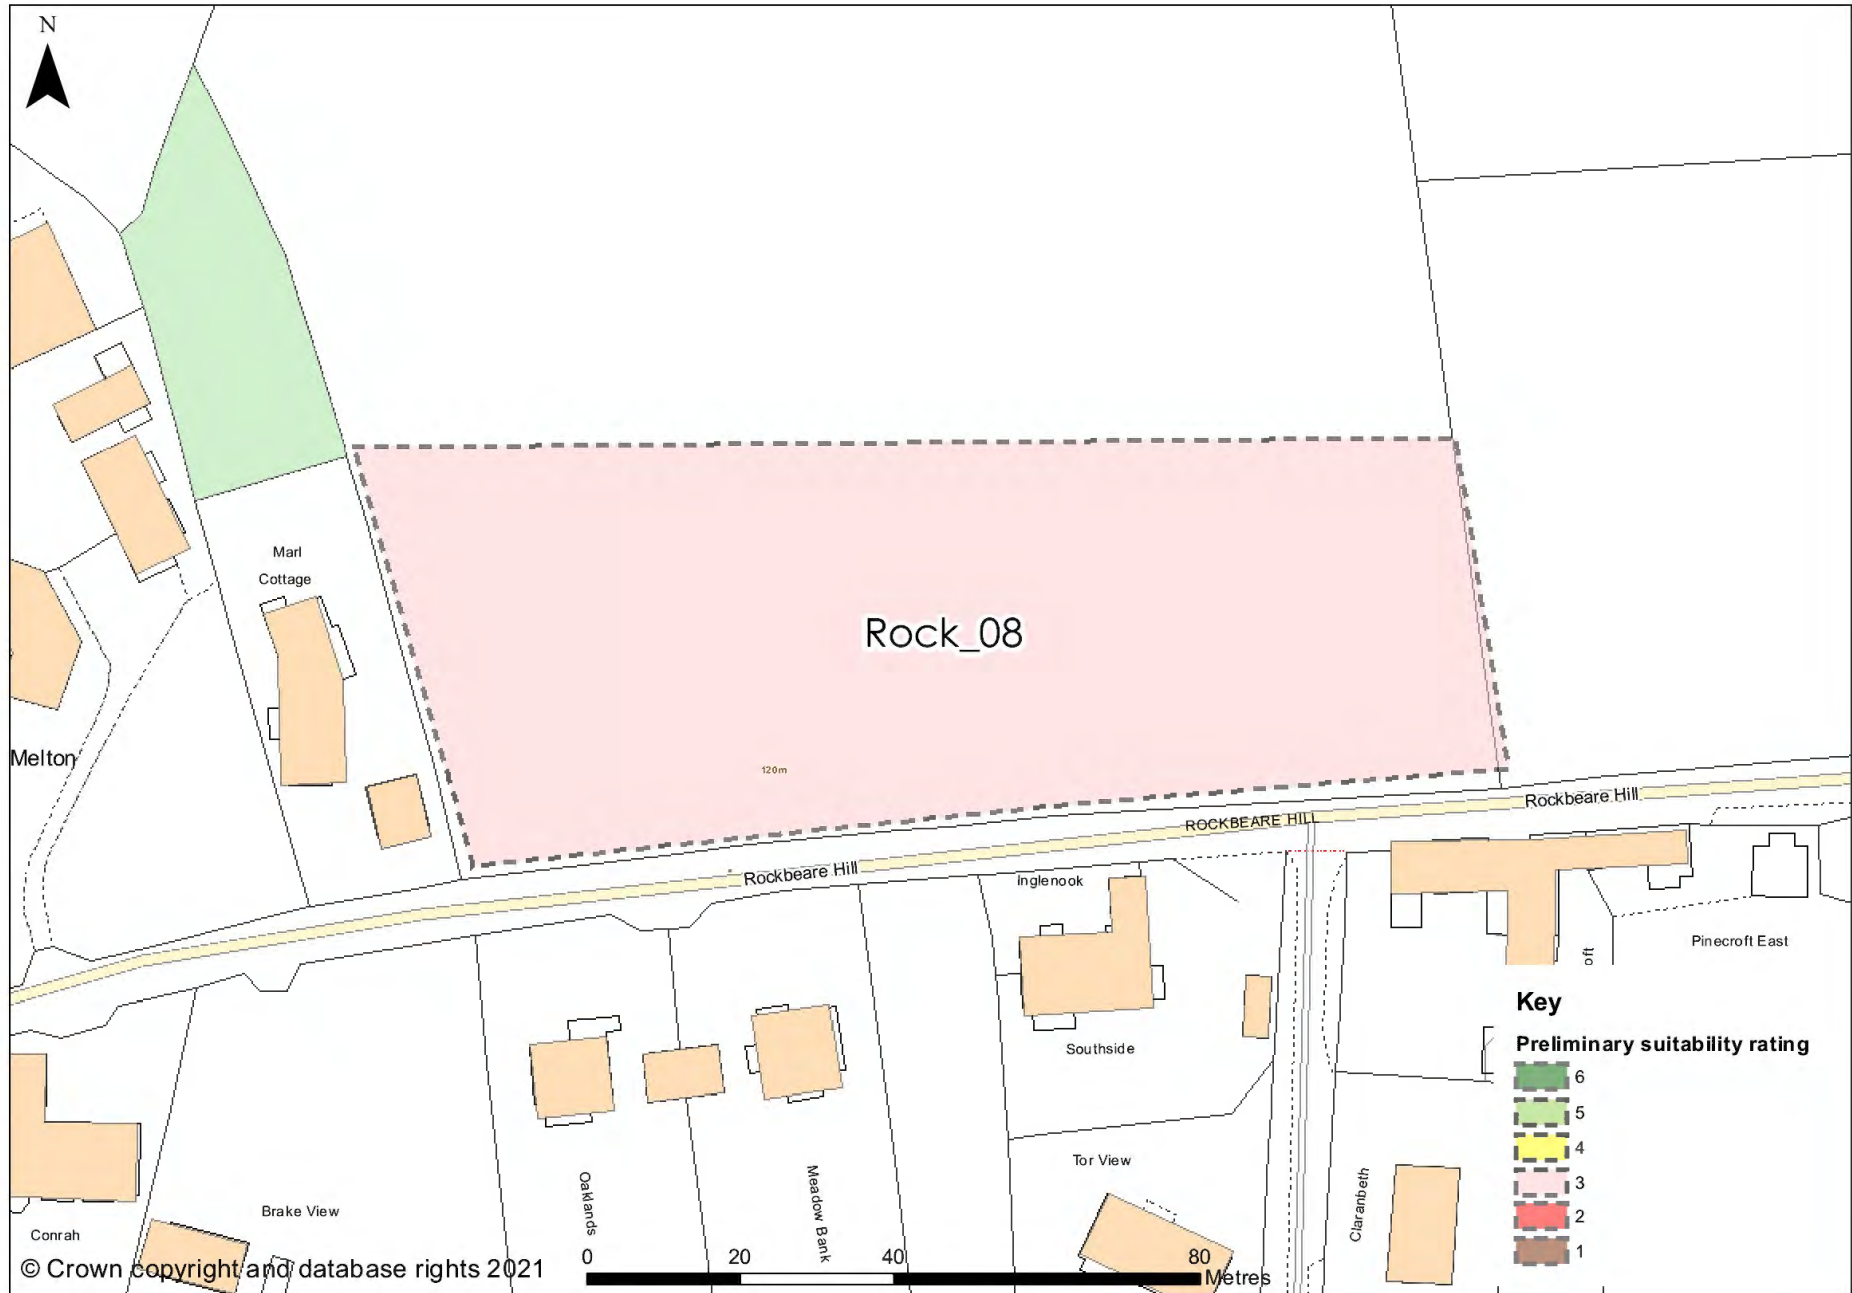 N
Marl
Cottage
Rock_08
Melton
120m
Rockbeare Hill
ROCKBEARE HILL
Rockbeare Hill
Inglenook
oft
Pinecroft East
Southside
Key
Preliminary suitability rating
6
5
4
3
2
1
Tor View
Claranbeth
Oaklands
Meadow Bank
Brake View
Conrah
© Crown copyright and database rights 2021
0 20 40 80
Metres